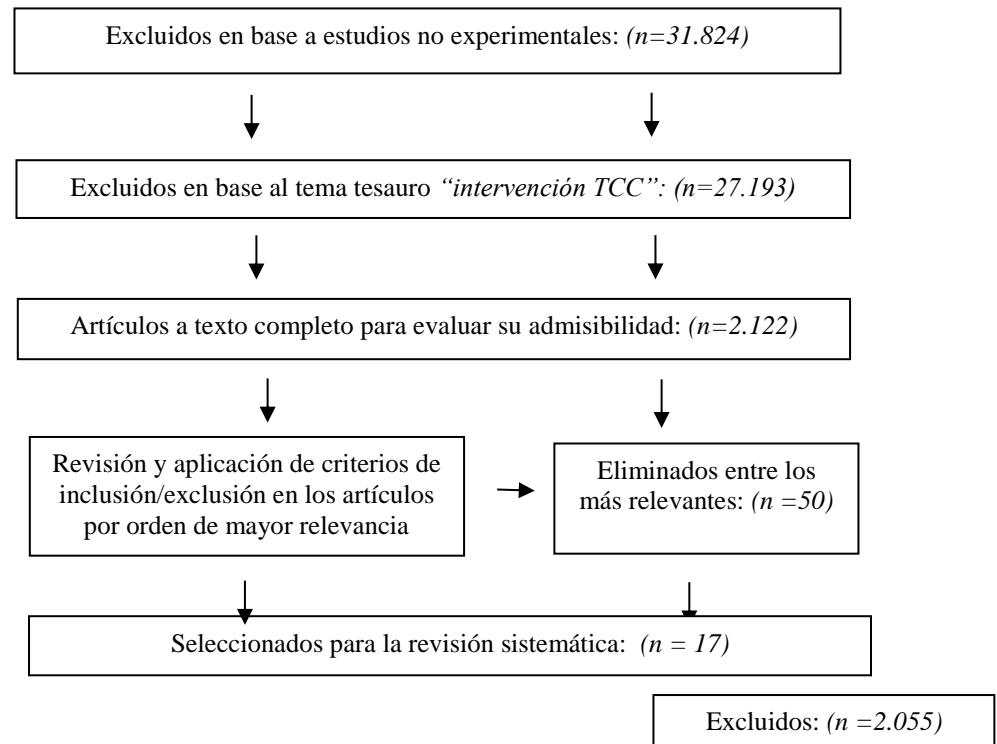 Excluidos en base a estudios no experimentales: (n=31.824)
Excluidos en base al tema tesauro “intervención TCC”: (n=27.193)
Artículos a texto completo para evaluar su admisibilidad: (n=2.122)
Revisión y aplicación de criterios de
inclusión/exclusión en los artículos
por orden de mayor relevancia
Eliminados entre los
más relevantes: (n =50)
Seleccionados para la revisión sistemática: (n = 17)
Excluidos: (n =2.055)